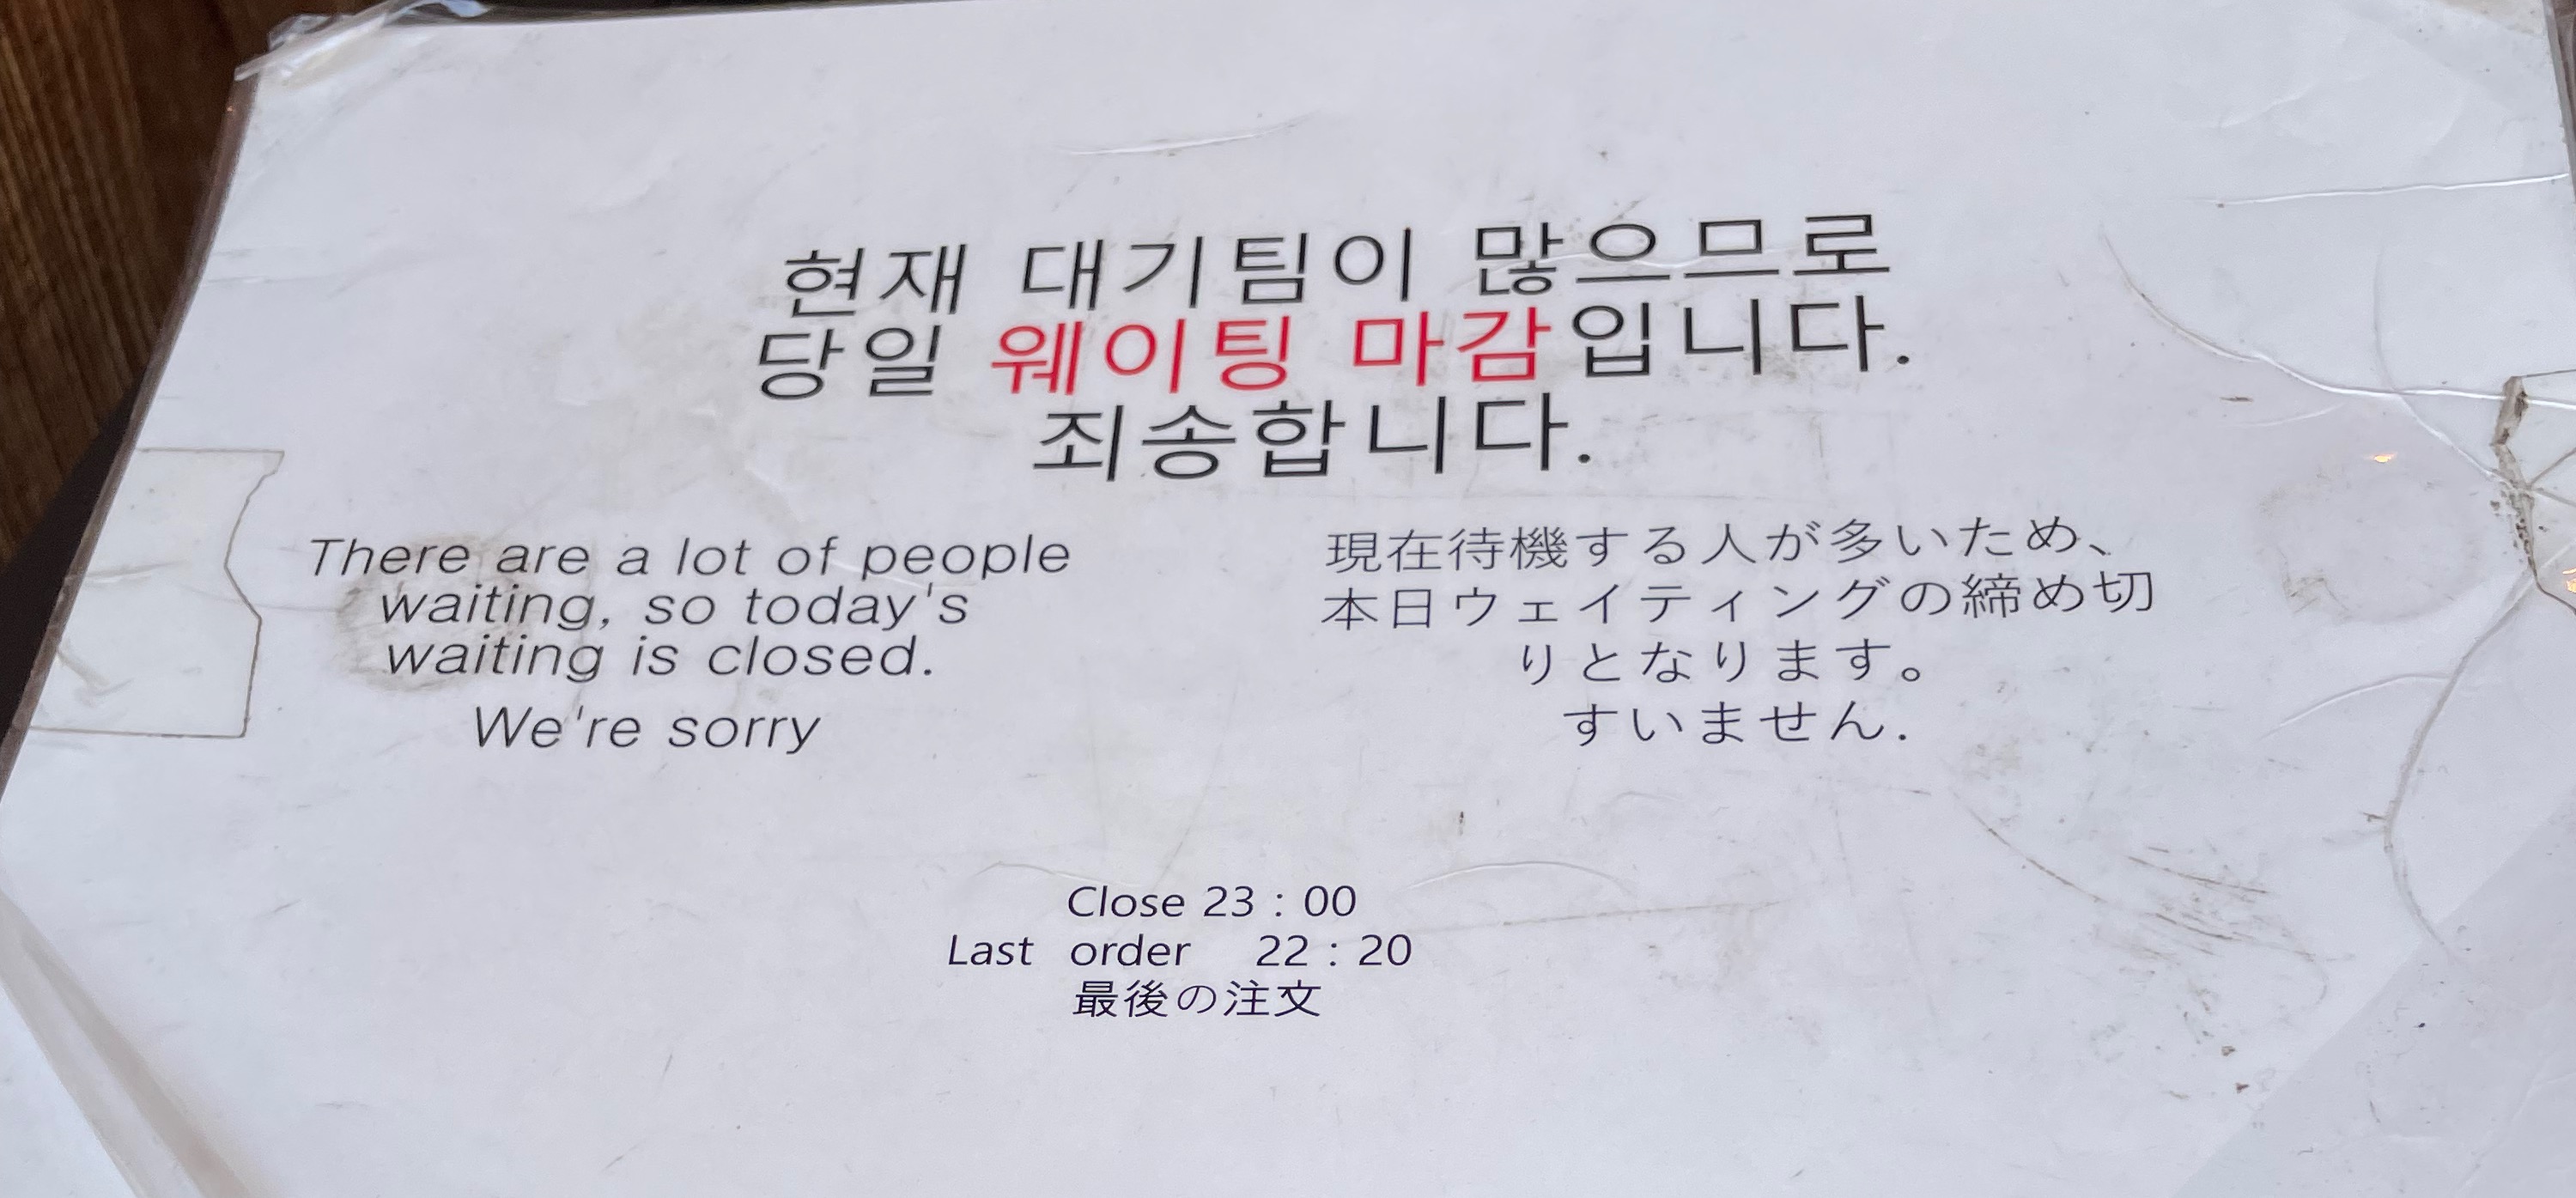 현재 대기팀이 많으므로
당일 웨이팅 마감입니다.
죄송합니다.
There are a lot of people
waiting, so today's
waiting is closed.
We're sorry
現在待機する人が多いため、
本日ウェイティングの締め切
りとなります。
すいません.
Close 23 : 00
Last order 22 : 20
最後の注文